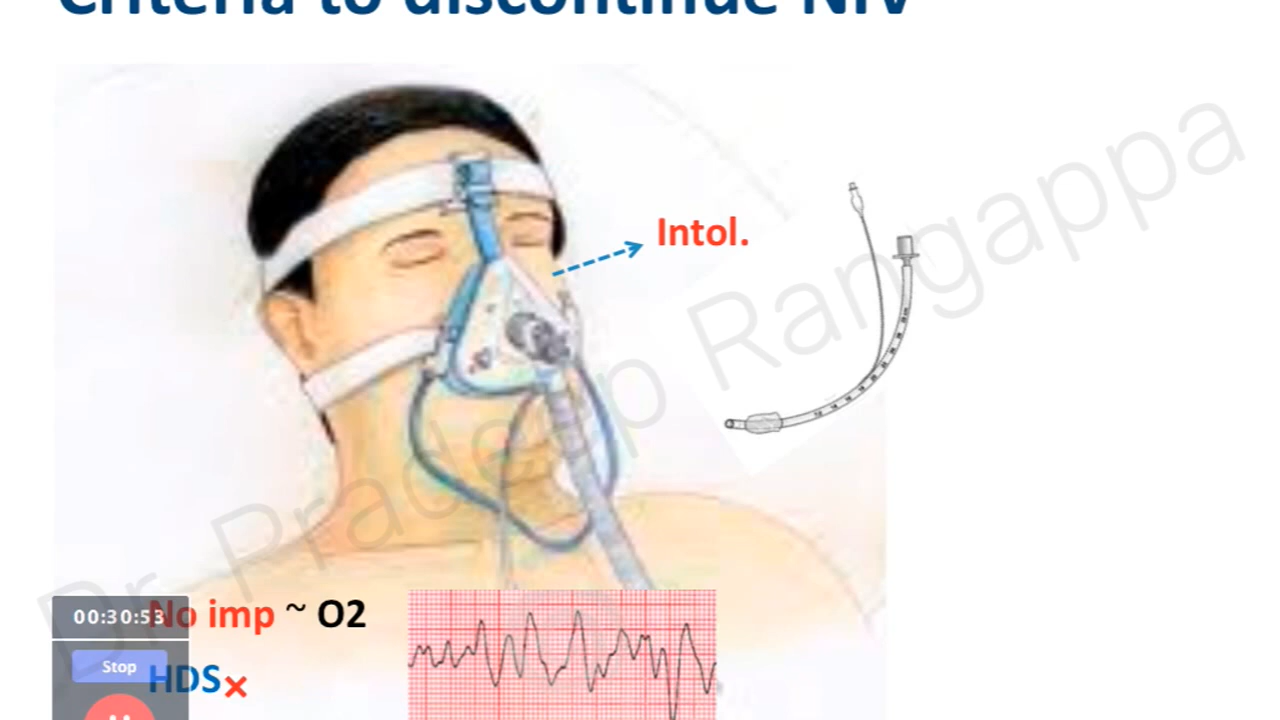 Criteria to discontinue NIV
Intol.
Dr. Pradeep Rangappa
No imp ~ O2
HDS
00:30:53
Stop